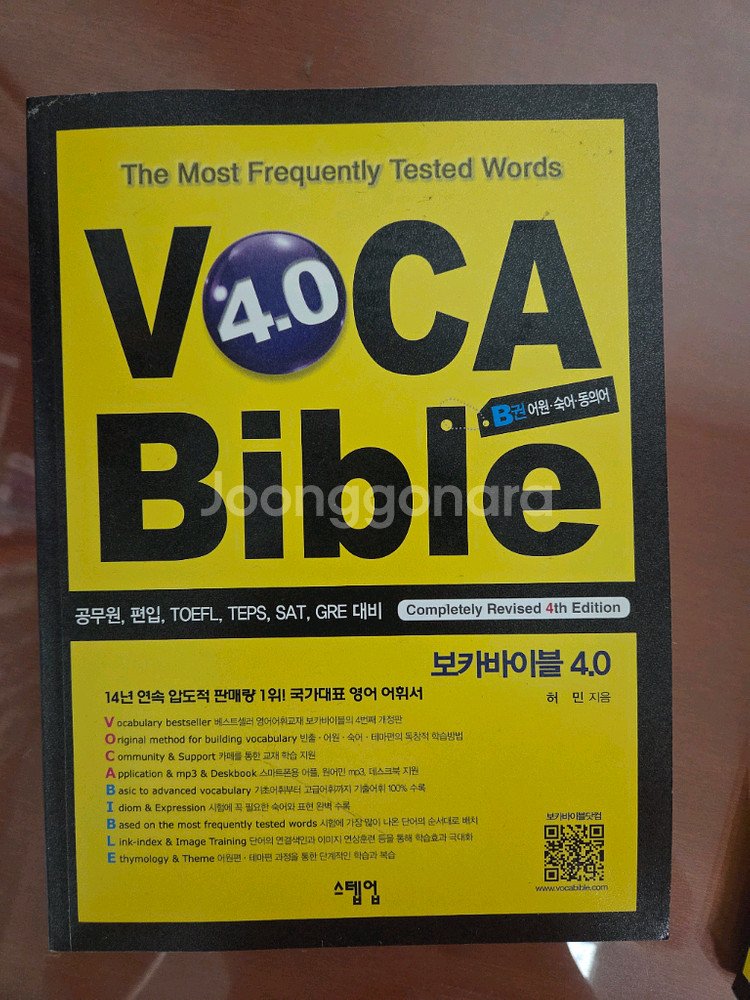 The Most Frequently Tested Words
VOCA
4.0
B권 어원·숙어·동의어
Bible
Joonggonara
공무원, 편입, TOEFL, TEPS, SAT, GRE 대비
Completely Revised 4th Edition
보카바이블 4.0
14년 연속 압도적 판매량 1위! 국가대표 영어 어휘서
허 민 지음
Vocabulary bestseller 베스트셀러 영어어휘교재 보카바이블의 4번째 개정판
Original method for building vocabulary 빈출·어원·숙어·테마편의 독창적 학습방법
Community & Support 카페를 통한 교재 학습 지원
Application & mp3 & Deskbook 스마트폰용 어플, 원어민 mp3, 데스크북 지원
Basic to advanced vocabulary 기초어휘부터 고급어휘까지 기출어휘 100% 수록
Idiom & Expression 시험에 꼭 필요한 숙어와 표현 완벽 수록
Based on the most frequently tested words 시험에 가장 많이 나온 단어의 순서대로 배치
Link-index & Image Training 단어의 연결색인과 이미지 연상훈련 등을 통해 학습효과 극대화
Ethymology & Theme 어원편·테마편 과정을 통한 단계적인 학습과 복습
보카바이블닷컴
www.vocabible.com
스텝업